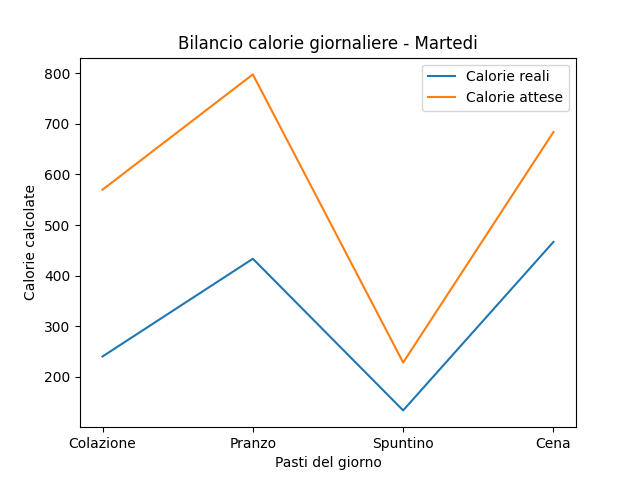 Bilancio calorie giornaliere - Martedi
Calorie reali
Calorie attese
800
700
600
500
400
300
200
Calorie calcolate
Colazione
Pranzo
Spuntino
Cena
Pasti del giorno